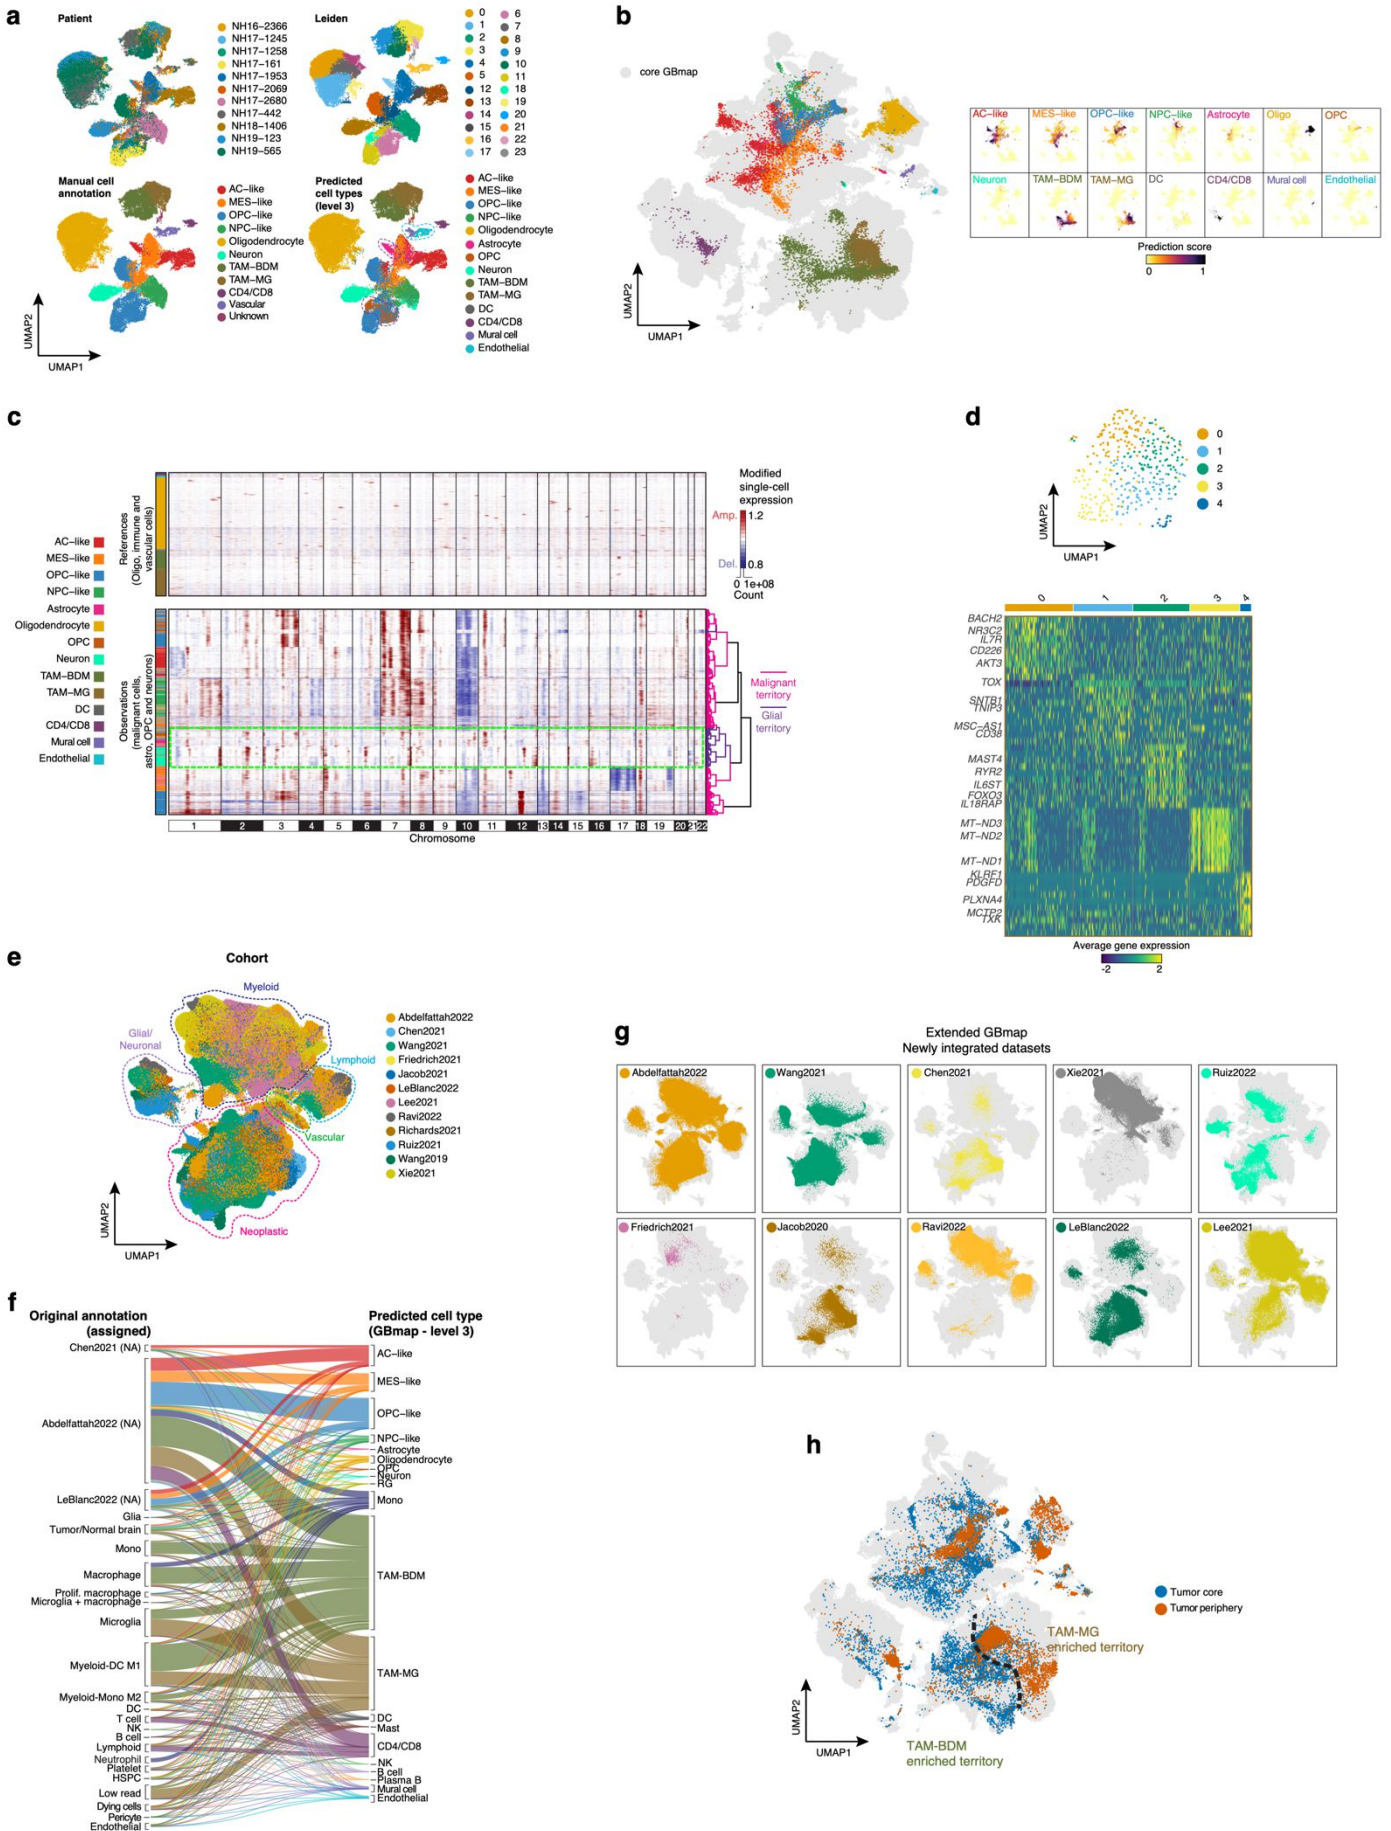 a
Patient
NH16−2366
NH17−1245
NH17−1258
NH17−161
NH17−1953
NH17−2069
NH17−2680
NH17−442
NH18−1406
NH19−123
NH19−565
Leiden
0
1
2
3
4
5
12
13
14
15
16
17
6
7
8
9
10
11
18
19
20
21
22
23
Manual cell
annotation
AC−like
MES−like
OPC−like
NPC−like
Oligodendrocyte
Neuron
TAM−BDM
TAM−MG
CD4/CD8
Vascular
Unknown
Predicted
cell types
(level 3)
AC−like
MES−like
OPC−like
NPC−like
Oligodendrocyte
Astrocyte
OPC
Neuron
TAM−BDM
TAM−MG
DC
CD4/CD8
Mural cell
Endothelial
UMAP2
UMAP1
b
core GBmap
UMAP2
UMAP1
AC−like
MES−like
OPC−like
NPC−like
Astrocyte
Oligo
OPC
Neuron
TAM−BDM
TAM−MG
DC
CD4/CD8
Mural cell
Endothelial
Prediction score
0
1
c
AC−like
MES−like
OPC−like
NPC−like
Astrocyte
Oligodendrocyte
OPC
Neuron
TAM−BDM
TAM−MG
DC
CD4/CD8
Mural cell
Endothelial
References
(Oligo, immune and
vascular cells)
Observations
(malignant cells,
astro, OPC and neurons)
Modified
single-cell
expression
Amp.
1.2
Del.
0.8
0 1e+08
Count
Malignant
territory
Glial
territory
1 2 3 4 5 6 7 8 9 10 11 12 13 14 15 16 17 18 19 20 21 22
Chromosome
d
0
1
2
3
4
UMAP2
UMAP1
0 1 2 3 4
BACH2
NR3C2
IL7R
CD226
AKT3
TOX
SNTB1
TNIP3
MSC−AS1
CD38
MAST4
RYR2
IL6ST
FOXO3
IL18RAP
MT−ND3
MT−ND2
MT−ND1
KLRF1
PDGFD
PLXNA4
MCTP2
TXK
Average gene expression
-2
2
e
Cohort
Myeloid
Glial/
Neuronal
Lymphoid
Vascular
Neoplastic
Abdelfattah2022
Chen2021
Wang2021
Friedrich2021
Jacob2021
LeBlanc2022
Lee2021
Ravi2022
Richards2021
Ruiz2021
Wang2019
Xie2021
UMAP2
UMAP1
f
Original annotation
(assigned)
Chen2021 (NA)
Abdelfattah2022 (NA)
LeBlanc2022 (NA)
Glia
Tumor/Normal brain
Mono
Macrophage
Prolif. macrophage
Microglia + macrophage
Microglia
Myeloid-DC M1
Myeloid-Mono M2
DC
T cell
NK
B cell
Lymphoid
Neutrophil
Platelet
HSPC
Low read
Dying cells
Pericyte
Endothelial
Predicted cell type
(GBmap - level 3)
AC−like
MES−like
OPC−like
NPC−like
Astrocyte
Oligodendrocyte
OPC
Neuron
RG
Mono
TAM-BDM
TAM-MG
DC
Mast
CD4/CD8
NK
B cell
Plasma B
Mural cell
Endothelial
g
Extended GBmap
Newly integrated datasets
Abdelfattah2022
Wang2021
Chen2021
Xie2021
Ruiz2022
Friedrich2021
Jacob2020
Ravi2022
LeBlanc2022
Lee2021
h
Tumor core
Tumor periphery
TAM-MG
enriched territory
TAM-BDM
enriched territory
UMAP2
UMAP1